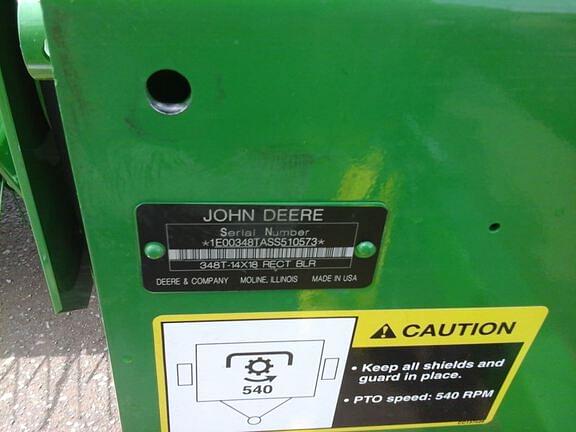 JOHN DEERE
Serial Number
*1E00348TASS510573*
348T-14X18 RECT BLR
DEERE & COMPANY MOLINE, ILLINOIS MADE IN USA
CAUTION
• Keep all shields and
guard in place.
• PTO speed: 540 RPM
540